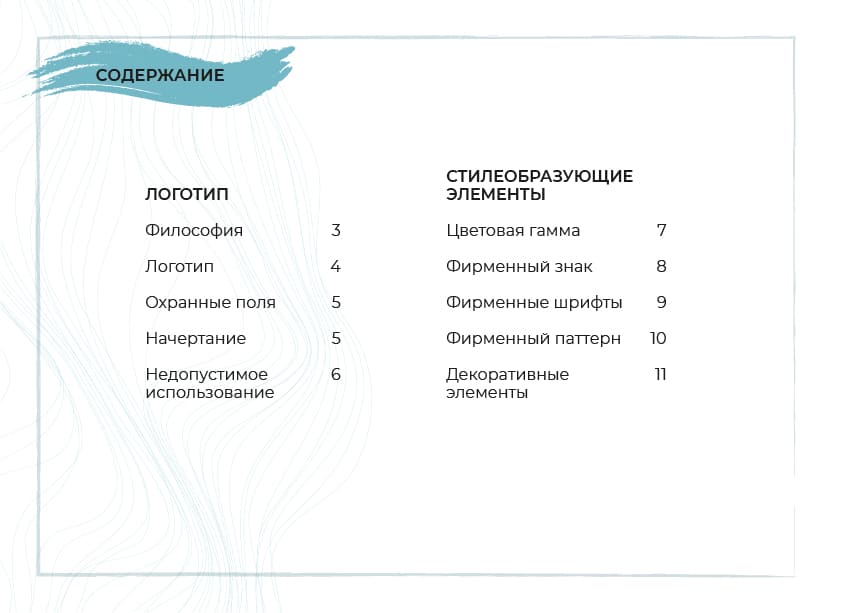 СОДЕРЖАНИЕ
ЛОГОТИП
Философия 3
Логотип 4
Охранные поля 5
Начертание 5
Недопустимое 6
использование
СТИЛЕОБРАЗУЮЩИЕ
ЭЛЕМЕНТЫ
Цветовая гамма 7
Фирменный знак 8
Фирменные шрифты 9
Фирменный паттерн 10
Декоративные 11
элементы